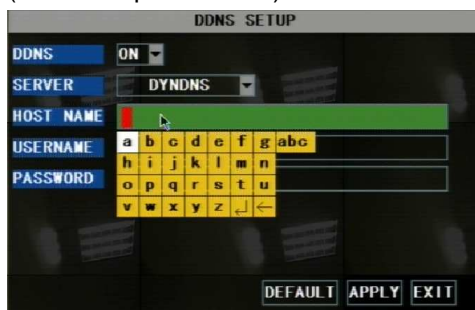 DDNS SETUP
DDNS ON
SERVER DYNDNS
HOST NAME
USERNAME a b c d e f g abc
h i j k l m n
PASSWORD o p q r s t u
v w x y z ↵ ←
DEFAULT APPLY EXIT